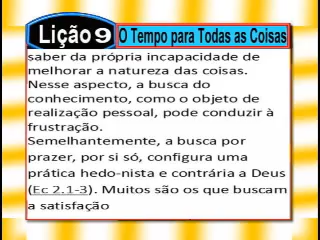 Lição 9
O Tempo para Todas as Coisas
saber da própria incapacidade de
melhorar a natureza das coisas.
Nesse aspecto, a busca do
conhecimento, como o objeto de
realização pessoal, pode conduzir à
frustração.
Semelhantemente, a busca por
prazer, por si só, configura uma
prática hedo-nista e contrária a Deus
(Ec 2.1-3). Muitos são os que buscam
a satisfação